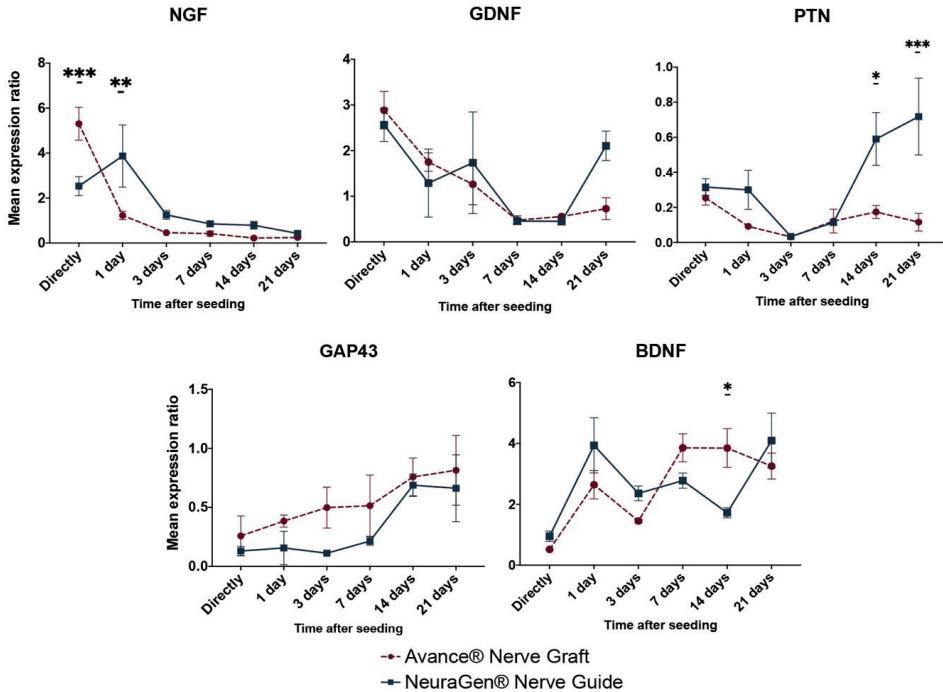 NGF
GDNF
PTN
Mean expression ratio
8
6
4
2
0
***
**
Directly
1 day
3 days
7 days
14 days
21 days
Time after seeding
4
3
2
1
0
Directly
1 day
3 days
7 days
14 days
21 days
Time after seeding
1.0
0.8
0.6
0.4
0.2
0.0
*
***
Directly
1 day
3 days
7 days
14 days
21 days
Time after seeding
GAP43
BDNF
Mean expression ratio
1.5
1.0
0.5
0.0
Directly
1 day
3 days
7 days
14 days
21 days
Time after seeding
6
4
2
0
*
Directly
1 day
3 days
7 days
14 days
21 days
Time after seeding
Avance® Nerve Graft
NeuraGen® Nerve Guide